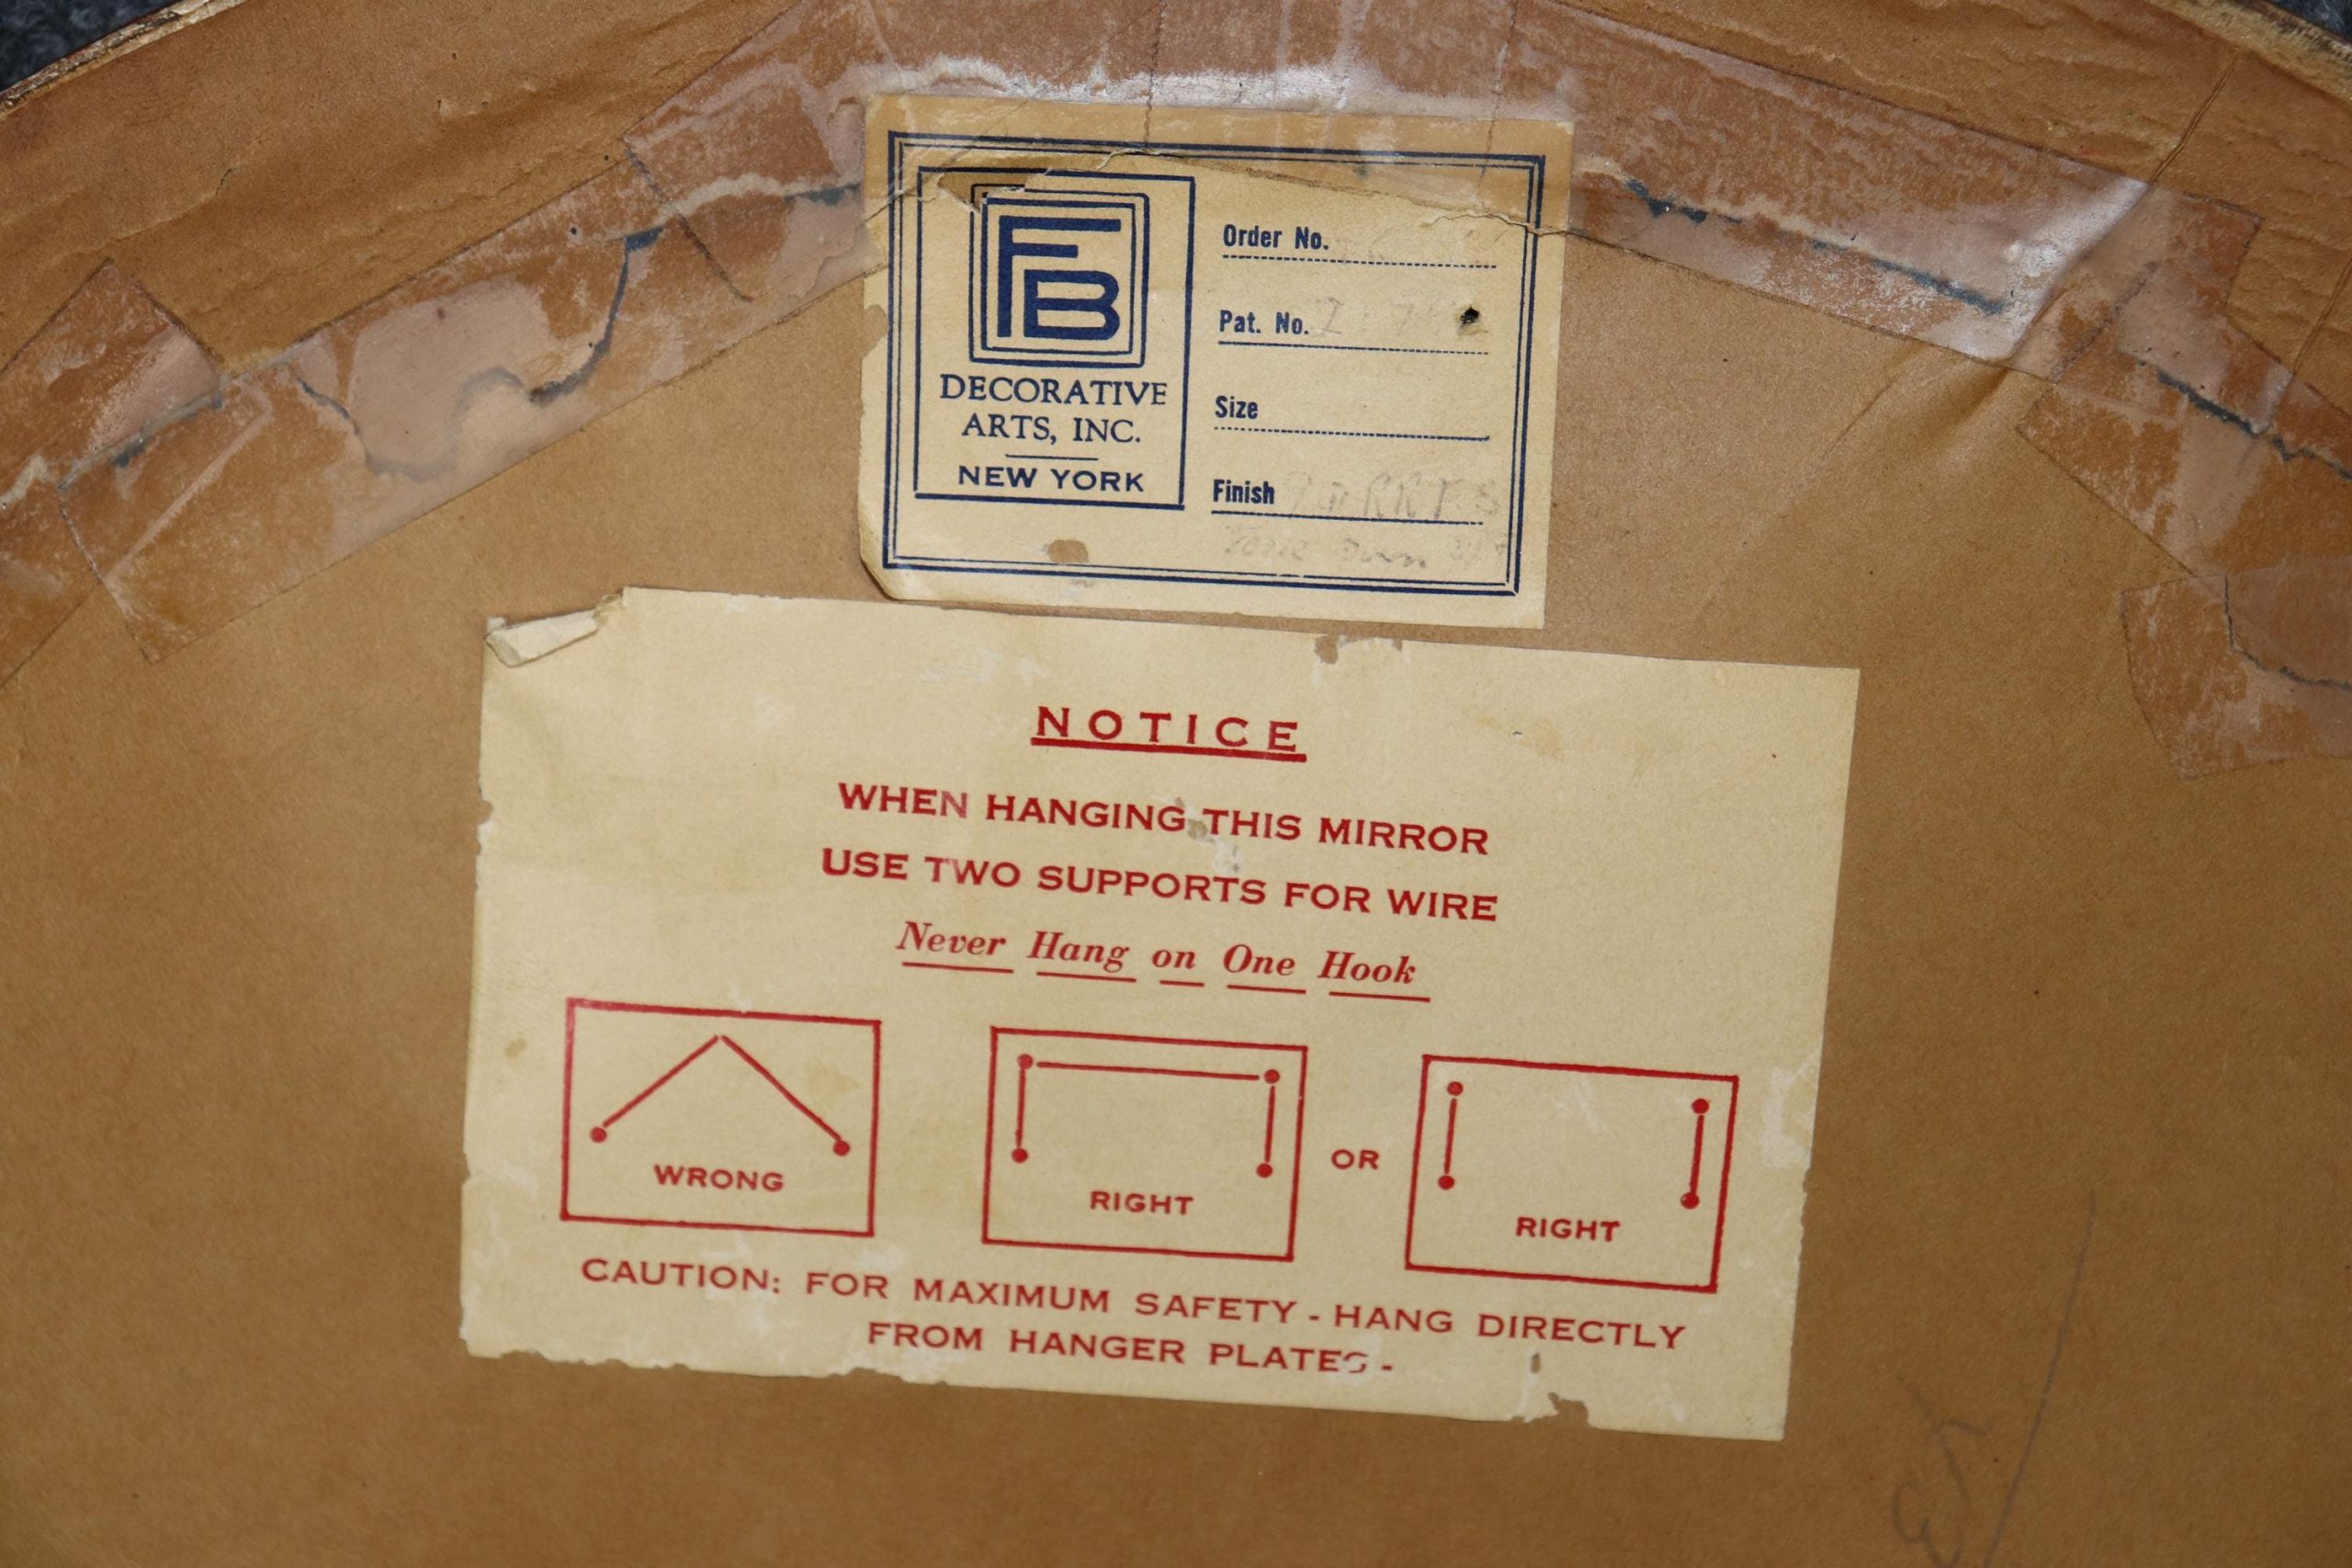 FB
DECORATIVE
ARTS, INC.
NEW YORK
Order No.
Pat. No.
Size
Finish
NOTICE
WHEN HANGING THIS MIRROR
USE TWO SUPPORTS FOR WIRE
Never Hang on One Hook
WRONG
RIGHT
OR
RIGHT
CAUTION: FOR MAXIMUM SAFETY - HANG DIRECTLY
FROM HANGER PLATES -